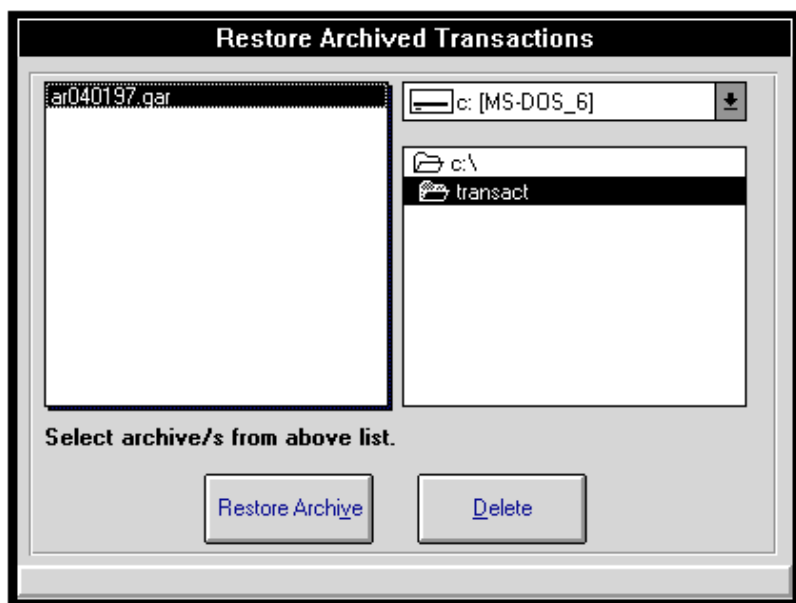 Restore Archived Transactions
ar040197.gar
c: [MS-DOS_6]
c:\
transact
Select archive/s from above list.
Restore Archive
Delete